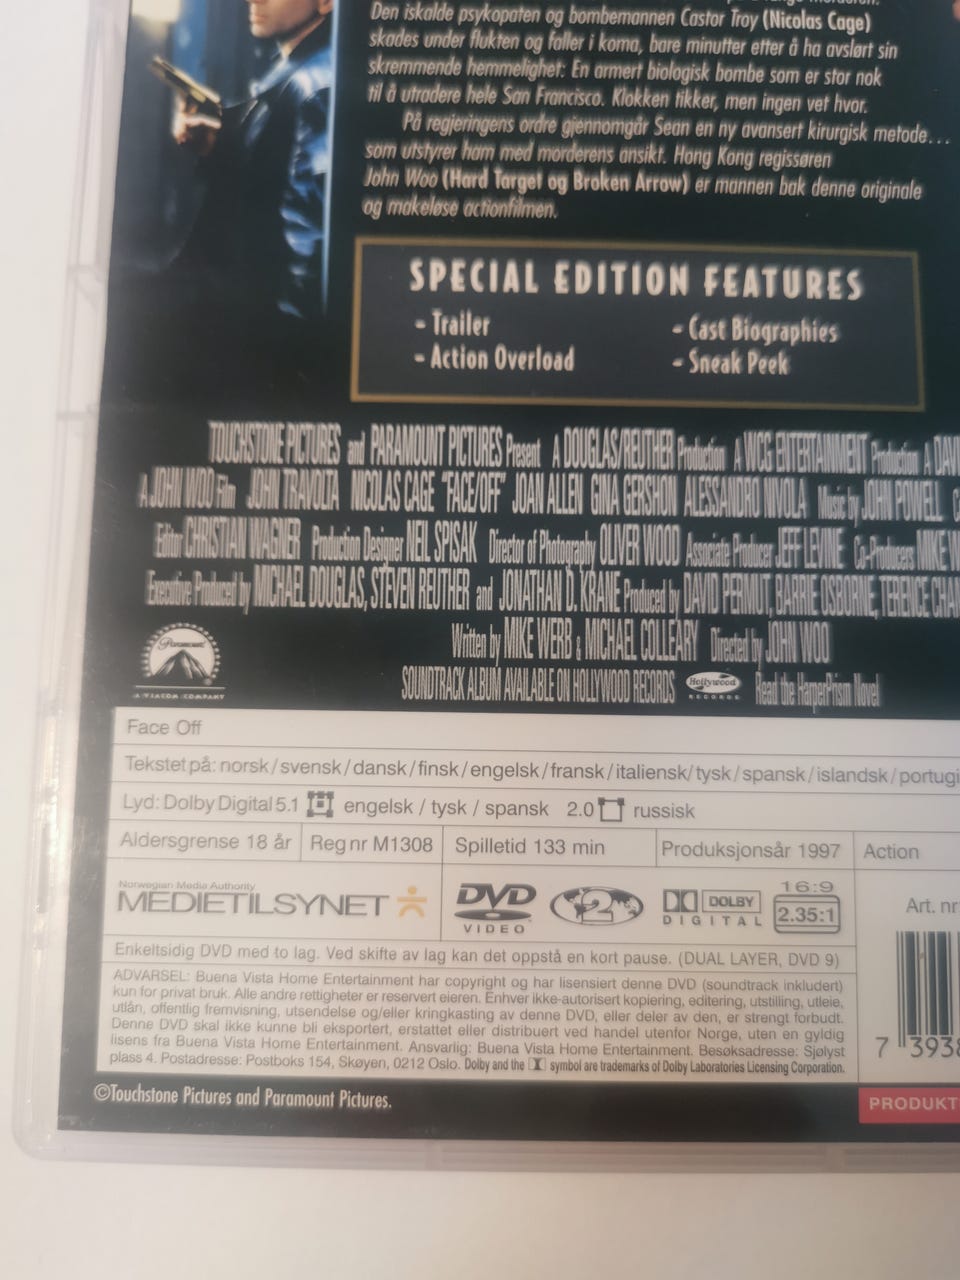 Den iskalde psykopaten og bombemannen Castor Troy (Nicolas Cage)
skades under flukten og faller i koma, bare minutter etter å ha avslørt sin
skremmende hemmelighet: En armert biologisk bombe som er stor nok
til å utradere hele San Francisco. Klokken tikker, men ingen vet hvor.
På regjeringens ordre gjennomgår Sean en ny avansert kirurgisk metode...
som utstyrer ham med morderens ansikt. Hong Kong regissøren
John Woo (Hard Target og Broken Arrow) er mannen bak denne originale
og makeløse actionfilmen.
SPECIAL EDITION FEATURES
- Trailer - Cast Biographies
- Action Overload - Sneak Peek
TOUCHSTONE PICTURES and PARAMOUNT PICTURES Present A DOUGLAS/REUTHER Production A WCG ENTERTAINMENT Production A
A JOHN WOO Film JOHN TRAVOLTA NICOLAS CAGE "FACE/OFF" JOAN ALLEN GINA GERSHON ALESSANDRO NIVOLA Music by JOHN POWELL
Editor CHRISTIAN WAGNER Production Designer NEIL SPISAK Director of Photography OLIVER WOOD Associate Producer JEFF LEVINE Co-Producers MIKE
Executive Produced by MICHAEL DOUGLAS, STEVEN REUTHER and JONATHAN D. KRANE Produced by DAVID PERMUT, BARRIE OSBORNE, TERENCE
Written by MIKE WERB & MICHAEL COLLEARY Directed by JOHN WOO
Paramount
A VIACOM COMPANY
SOUNDTRACK ALBUM AVAILABLE ON HOLLYWOOD RECORDS Hollywood RECORDS Read the HarperPrism Novel
Face Off
Tekstet på: norsk/svensk/dansk/finsk/engelsk/fransk/italiensk/tysk/spansk/islandsk/portugi
Lyd: Dolby Digital 5.1 engelsk / tysk / spansk 2.0 russisk
Aldersgrense 18 år Reg nr M1308 Spilletid 133 min Produksjonsår 1997 Action
Norwegian Media Authority
MEDIETILSYNET
DVD VIDEO 2 DOLBY DIGITAL 16:9 2.35:1
Art. nr
Enkeltsidig DVD med to lag. Ved skifte av lag kan det oppstå en kort pause. (DUAL LAYER, DVD 9)
ADVARSEL: Buena Vista Home Entertainment har copyright og har lisensiert denne DVD (soundtrack inkludert)
kun for privat bruk. Alle andre rettigheter er reservert eieren. Enhver ikke-autorisert kopiering, editering, utstilling, utleie,
utlån, offentlig fremvisning, utsendelse og/eller kringkasting av denne DVD, eller deler av den, er strengt forbudt.
Denne DVD skal ikke kunne bli eksportert, erstattet eller distribuert ved handel utenfor Norge, uten en gyldig
lisens fra Buena Vista Home Entertainment. Ansvarlig: Buena Vista Home Entertainment. Besøksadresse: Sjølyst
plass 4. Postadresse: Postboks 154, Skøyen, 0212 Oslo. Dolby and the symbol are trademarks of Dolby Laboratories Licensing Corporation.
7 393
©Touchstone Pictures and Paramount Pictures.
PRODUKT